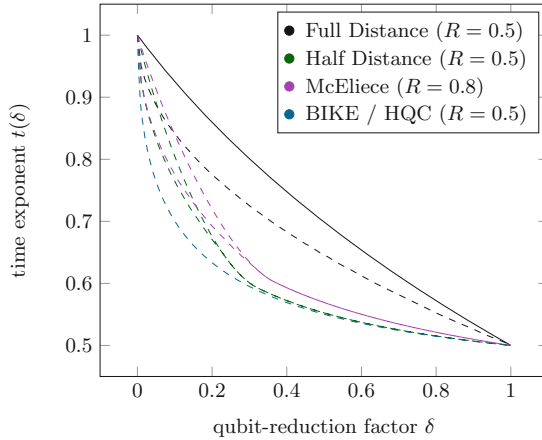 Full Distance (R = 0.5)
Half Distance (R = 0.5)
McEliece (R = 0.8)
BIKE / HQC (R = 0.5)
time exponent t(δ)
1
0.9
0.8
0.7
0.6
0.5
0 0.2 0.4 0.6 0.8 1
qubit-reduction factor δ